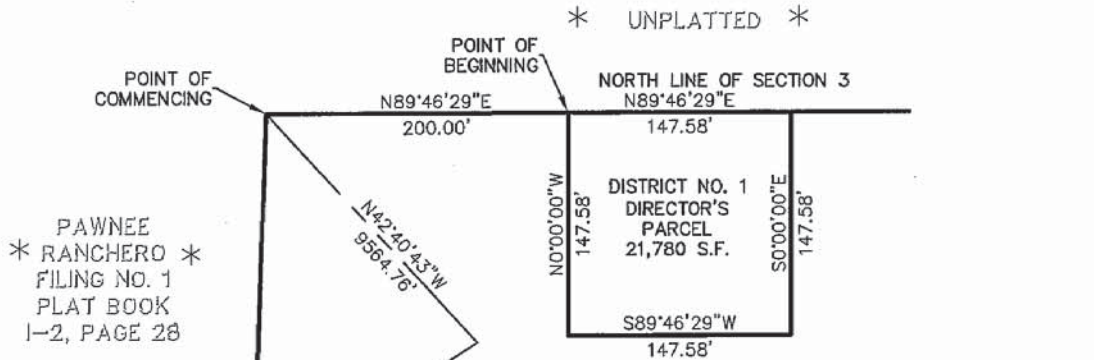 * UNPLATTED *
POINT OF
BEGINNING
POINT OF
COMMENCING
NORTH LINE OF SECTION 3
N89°46'29"E
200.00'
N89°46'29"E
147.58'
N42°40'43"W
9564.76'
N0°00'00"W
147.58'
DISTRICT NO. 1
DIRECTOR'S
PARCEL
21,780 S.F.
S0°00'00"E
147.58'
S89°46'29"W
147.58'
PAWNEE
* RANCHERO *
FILING NO. 1
PLAT BOOK
I-2, PAGE 28